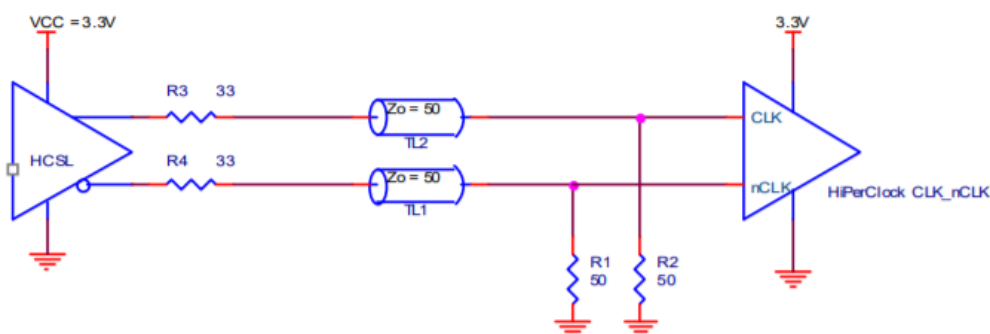 VCC = 3.3V
3.3V
R3 33
Zo = 50
TL2
CLK
HCSL
R4 33
Zo = 50
TL1
nCLK
HiPerClock CLK_nCLK
R1
50
R2
50